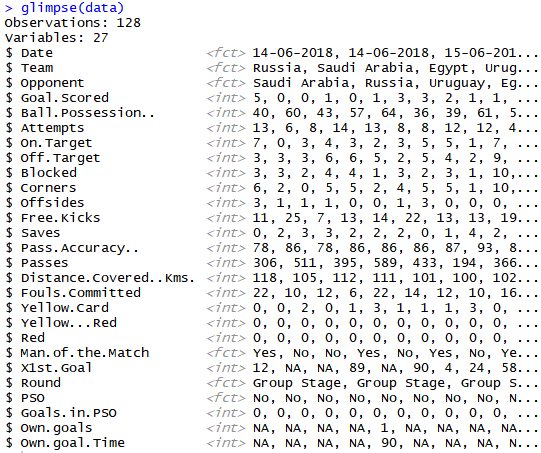 > glimpse(data)
Observations: 128
Variables: 27
$ Date <fct> 14-06-2018, 14-06-2018, 15-06-201...
$ Team <fct> Russia, Saudi Arabia, Egypt, Urug...
$ Opponent <fct> Saudi Arabia, Russia, Uruguay, Eg...
$ Goal.Scored <int> 5, 0, 0, 1, 0, 1, 3, 3, 2, 1, 1, ...
$ Ball.Possession.. <int> 40, 60, 43, 57, 64, 36, 39, 61, 5...
$ Attempts <int> 13, 6, 8, 14, 13, 8, 8, 12, 12, 4...
$ On.Target <int> 7, 0, 3, 4, 3, 2, 3, 5, 5, 1, 7, ...
$ Off.Target <int> 3, 3, 3, 6, 6, 5, 2, 5, 4, 2, 9, ...
$ Blocked <int> 3, 3, 2, 4, 4, 1, 3, 2, 3, 1, 10,...
$ Corners <int> 6, 2, 0, 5, 5, 2, 4, 5, 5, 1, 10,...
$ Offsides <int> 3, 1, 1, 1, 0, 0, 1, 3, 0, 0, 0, ...
$ Free.Kicks <int> 11, 25, 7, 13, 14, 22, 13, 13, 19...
$ Saves <int> 0, 2, 3, 3, 2, 2, 2, 0, 1, 4, 2, ...
$ Pass.Accuracy.. <int> 78, 86, 78, 86, 86, 86, 87, 93, 8...
$ Passes <int> 306, 511, 395, 589, 433, 194, 366...
$ Distance.Covered..Kms. <int> 118, 105, 112, 111, 101, 100, 102...
$ Fouls.Committed <int> 22, 10, 12, 6, 22, 14, 12, 10, 16...
$ Yellow.Card <int> 0, 0, 2, 0, 1, 3, 1, 1, 1, 3, 0, ...
$ Yellow...Red <int> 0, 0, 0, 0, 0, 0, 0, 0, 0, 0, 0, ...
$ Red <int> 0, 0, 0, 0, 0, 0, 0, 0, 0, 0, 0, ...
$ Man.of.the.Match <fct> Yes, No, No, Yes, No, Yes, No, Ye...
$ X1st.Goal <int> 12, NA, NA, 89, NA, 90, 4, 24, 58...
$ Round <fct> Group Stage, Group Stage, Group S...
$ PSO <fct> No, No, No, No, No, No, No, No, N...
$ Goals.in.PSO <int> 0, 0, 0, 0, 0, 0, 0, 0, 0, 0, 0, ...
$ Own.goals <int> NA, NA, NA, NA, 1, NA, NA, NA, NA...
$ Own.goal.Time <int> NA, NA, NA, NA, 90, NA, NA, NA, N...